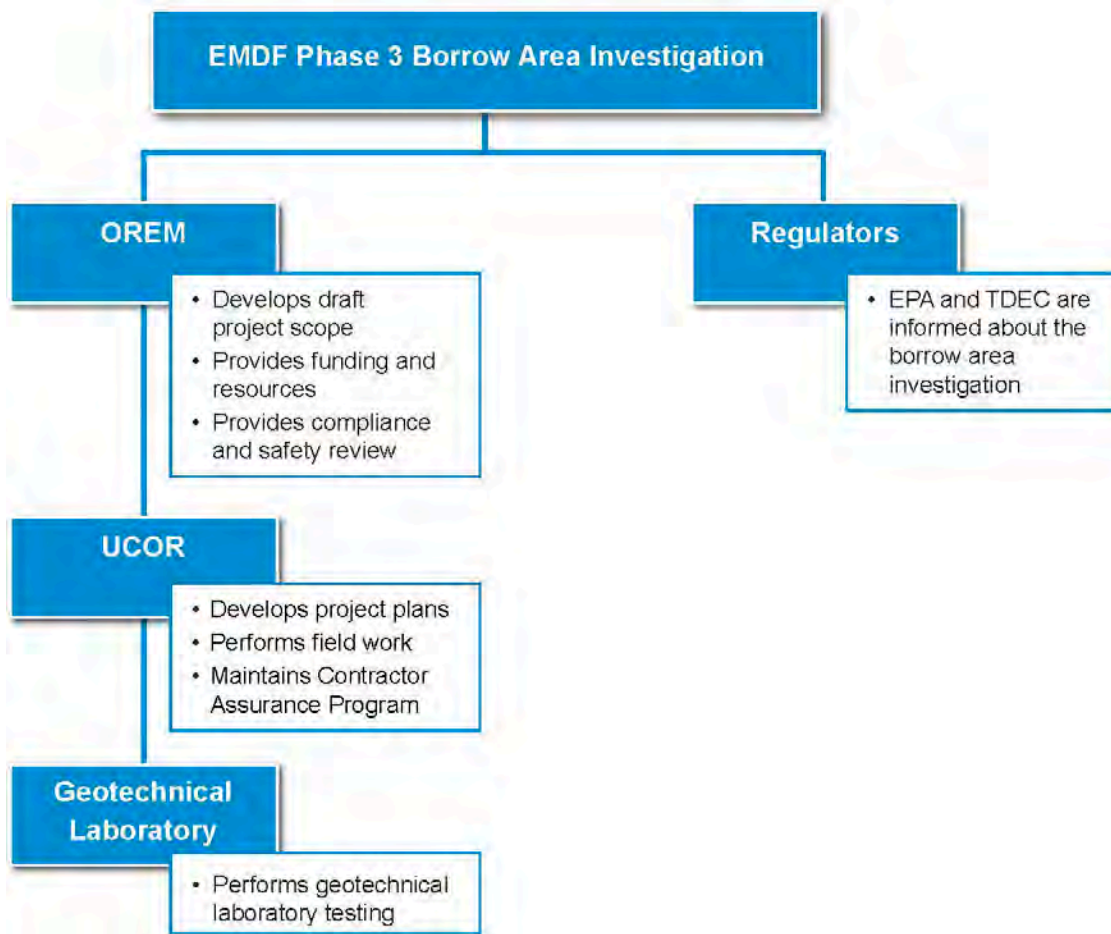 EMDF Phase 3 Borrow Area Investigation
OREM
• Develops draft
project scope
• Provides funding and
resources
• Provides compliance
and safety review
UCOR
• Develops project plans
• Performs field work
• Maintains Contractor
Assurance Program
Geotechnical
Laboratory
• Performs geotechnical
laboratory testing
Regulators
• EPA and TDEC are
informed about the
borrow area
investigation